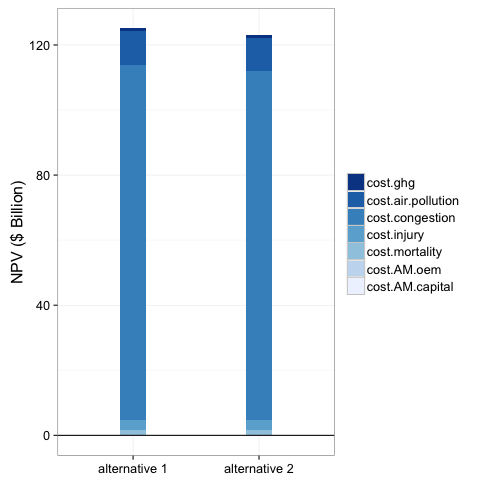 NPV ($ Billion)
120
80
40
0
alternative 1
alternative 2
cost.ghg
cost.air.pollution
cost.congestion
cost.injury
cost.mortality
cost.AM.oem
cost.AM.capital